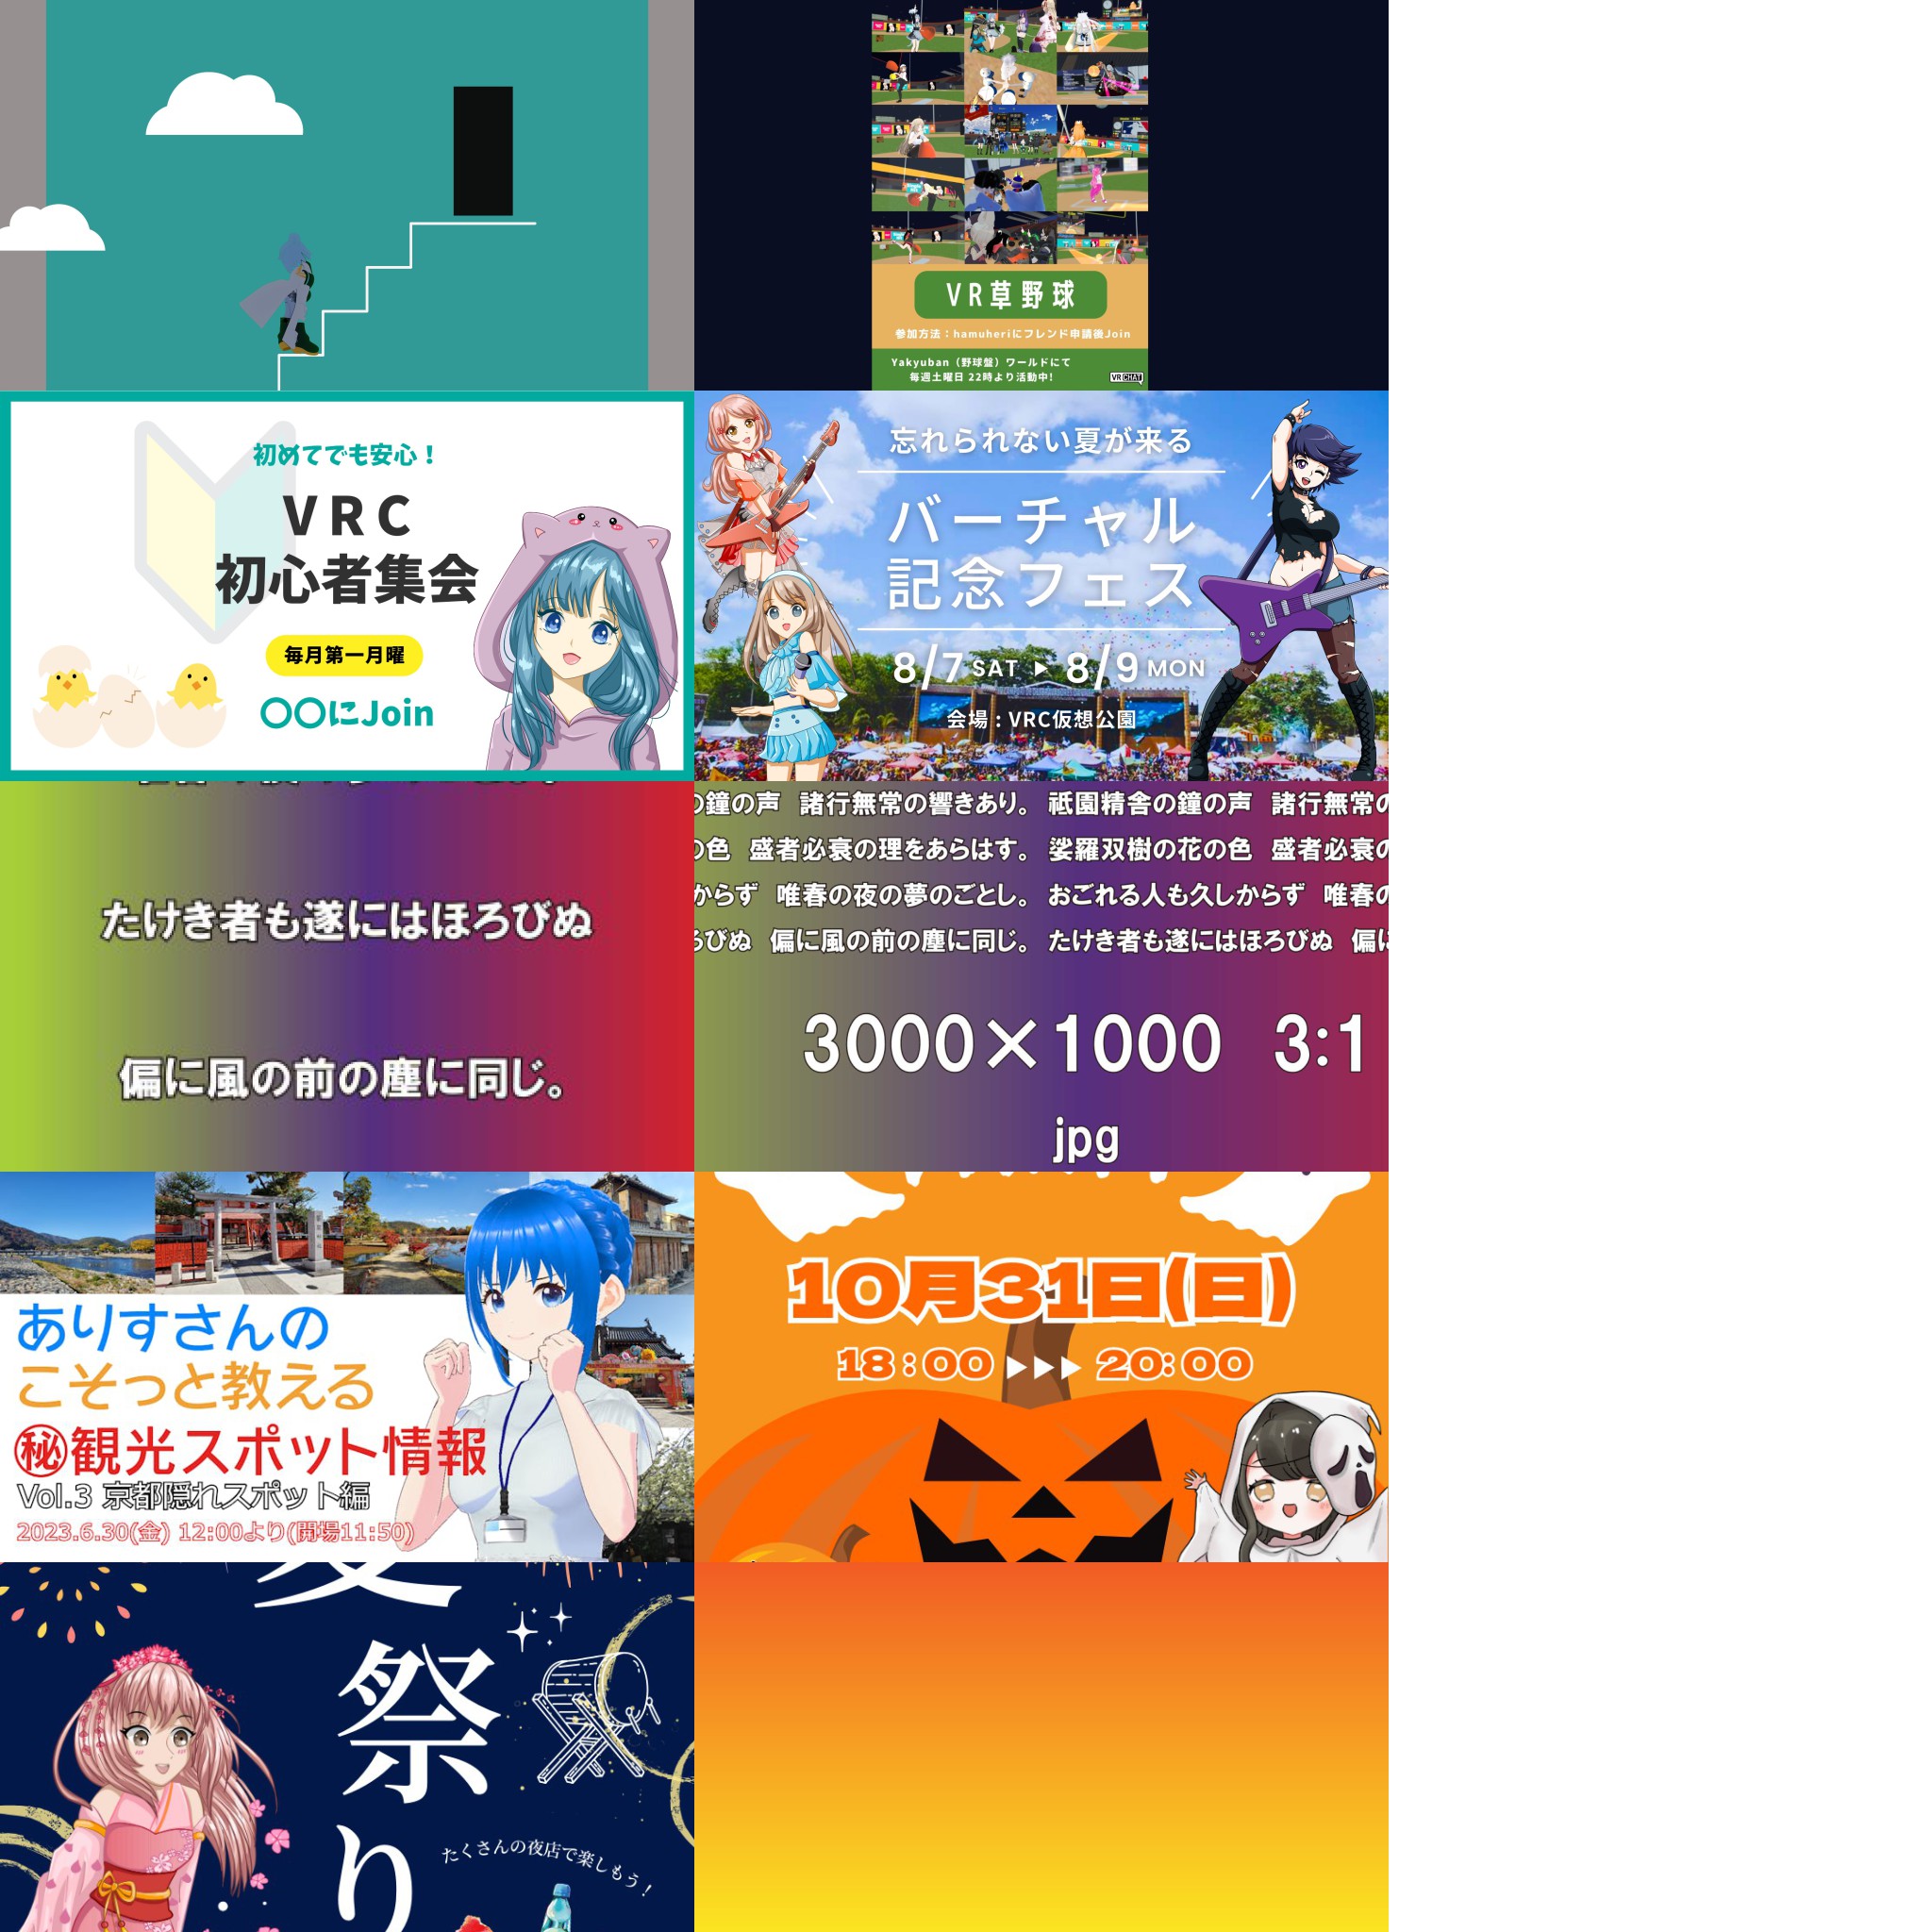 VR草野球
参加方法：hamuheriにフレンド申請後Join
Yakyuban（野球盤）ワールドにて
毎週土曜日 22時より活動中!
VRCHAT
初めてでも安心！
VRC
初心者集会
毎月第一月曜
〇〇にJoin
忘れられない夏が来る
バーチャル
記念フェス
8/7 SAT ▶ 8/9 MON
会場 : VRC仮想公園
たけき者も遂にはほろびぬ
偏に風の前の塵に同じ。
の鐘の声 諸行無常の響きあり。 祇園精舎の鐘の声 諸行無常の
の色 盛者必衰の理をあらはす。 娑羅双樹の花の色 盛者必衰の
からず 唯春の夜の夢のごとし。 おごれる人も久しからず 唯春の
ろびぬ 偏に風の前の塵に同じ。 たけき者も遂にはほろびぬ 偏に
3000×1000 3:1
jpg
ありすさんの
こそっと教える
㊙観光スポット情報
Vol.3 京都隠れスポット編
2023.6.30(金) 12:00より(開場11:50)
10月31日(日)
18:00 ▶▶▶ 20:00
夏
祭
り
たくさんの夜店で楽しもう！